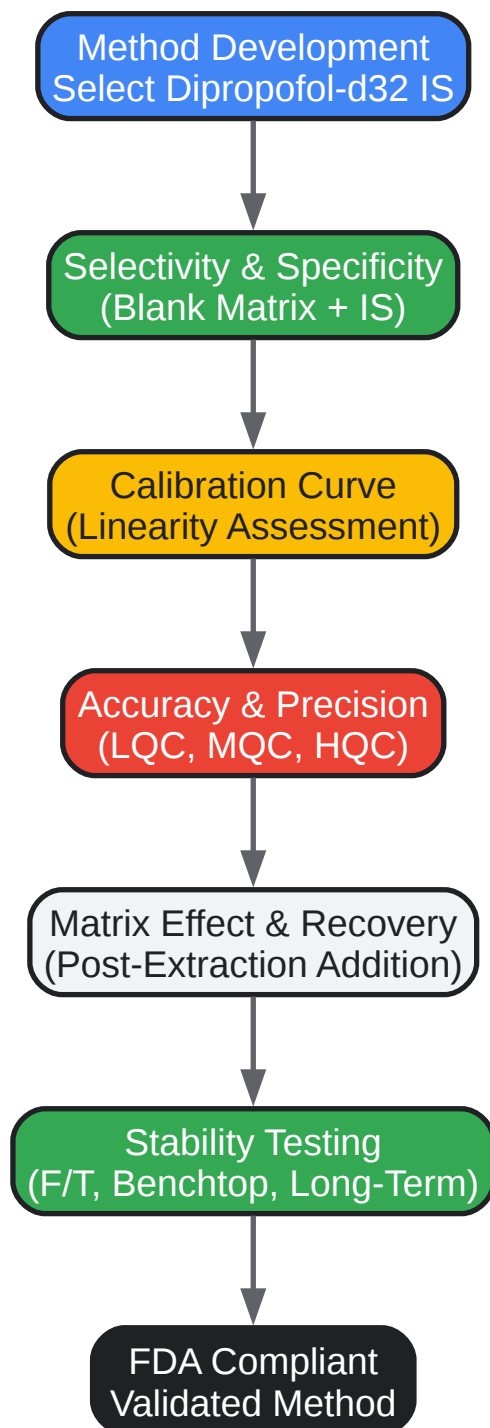 Method Development
Select Dipropofol-d32 IS
Selectivity & Specificity
(Blank Matrix + IS)
Calibration Curve
(Linearity Assessment)
Accuracy & Precision
(LQC, MQC, HQC)
Matrix Effect & Recovery
(Post-Extraction Addition)
Stability Testing
(F/T, Benchtop, Long-Term)
FDA Compliant
Validated Method